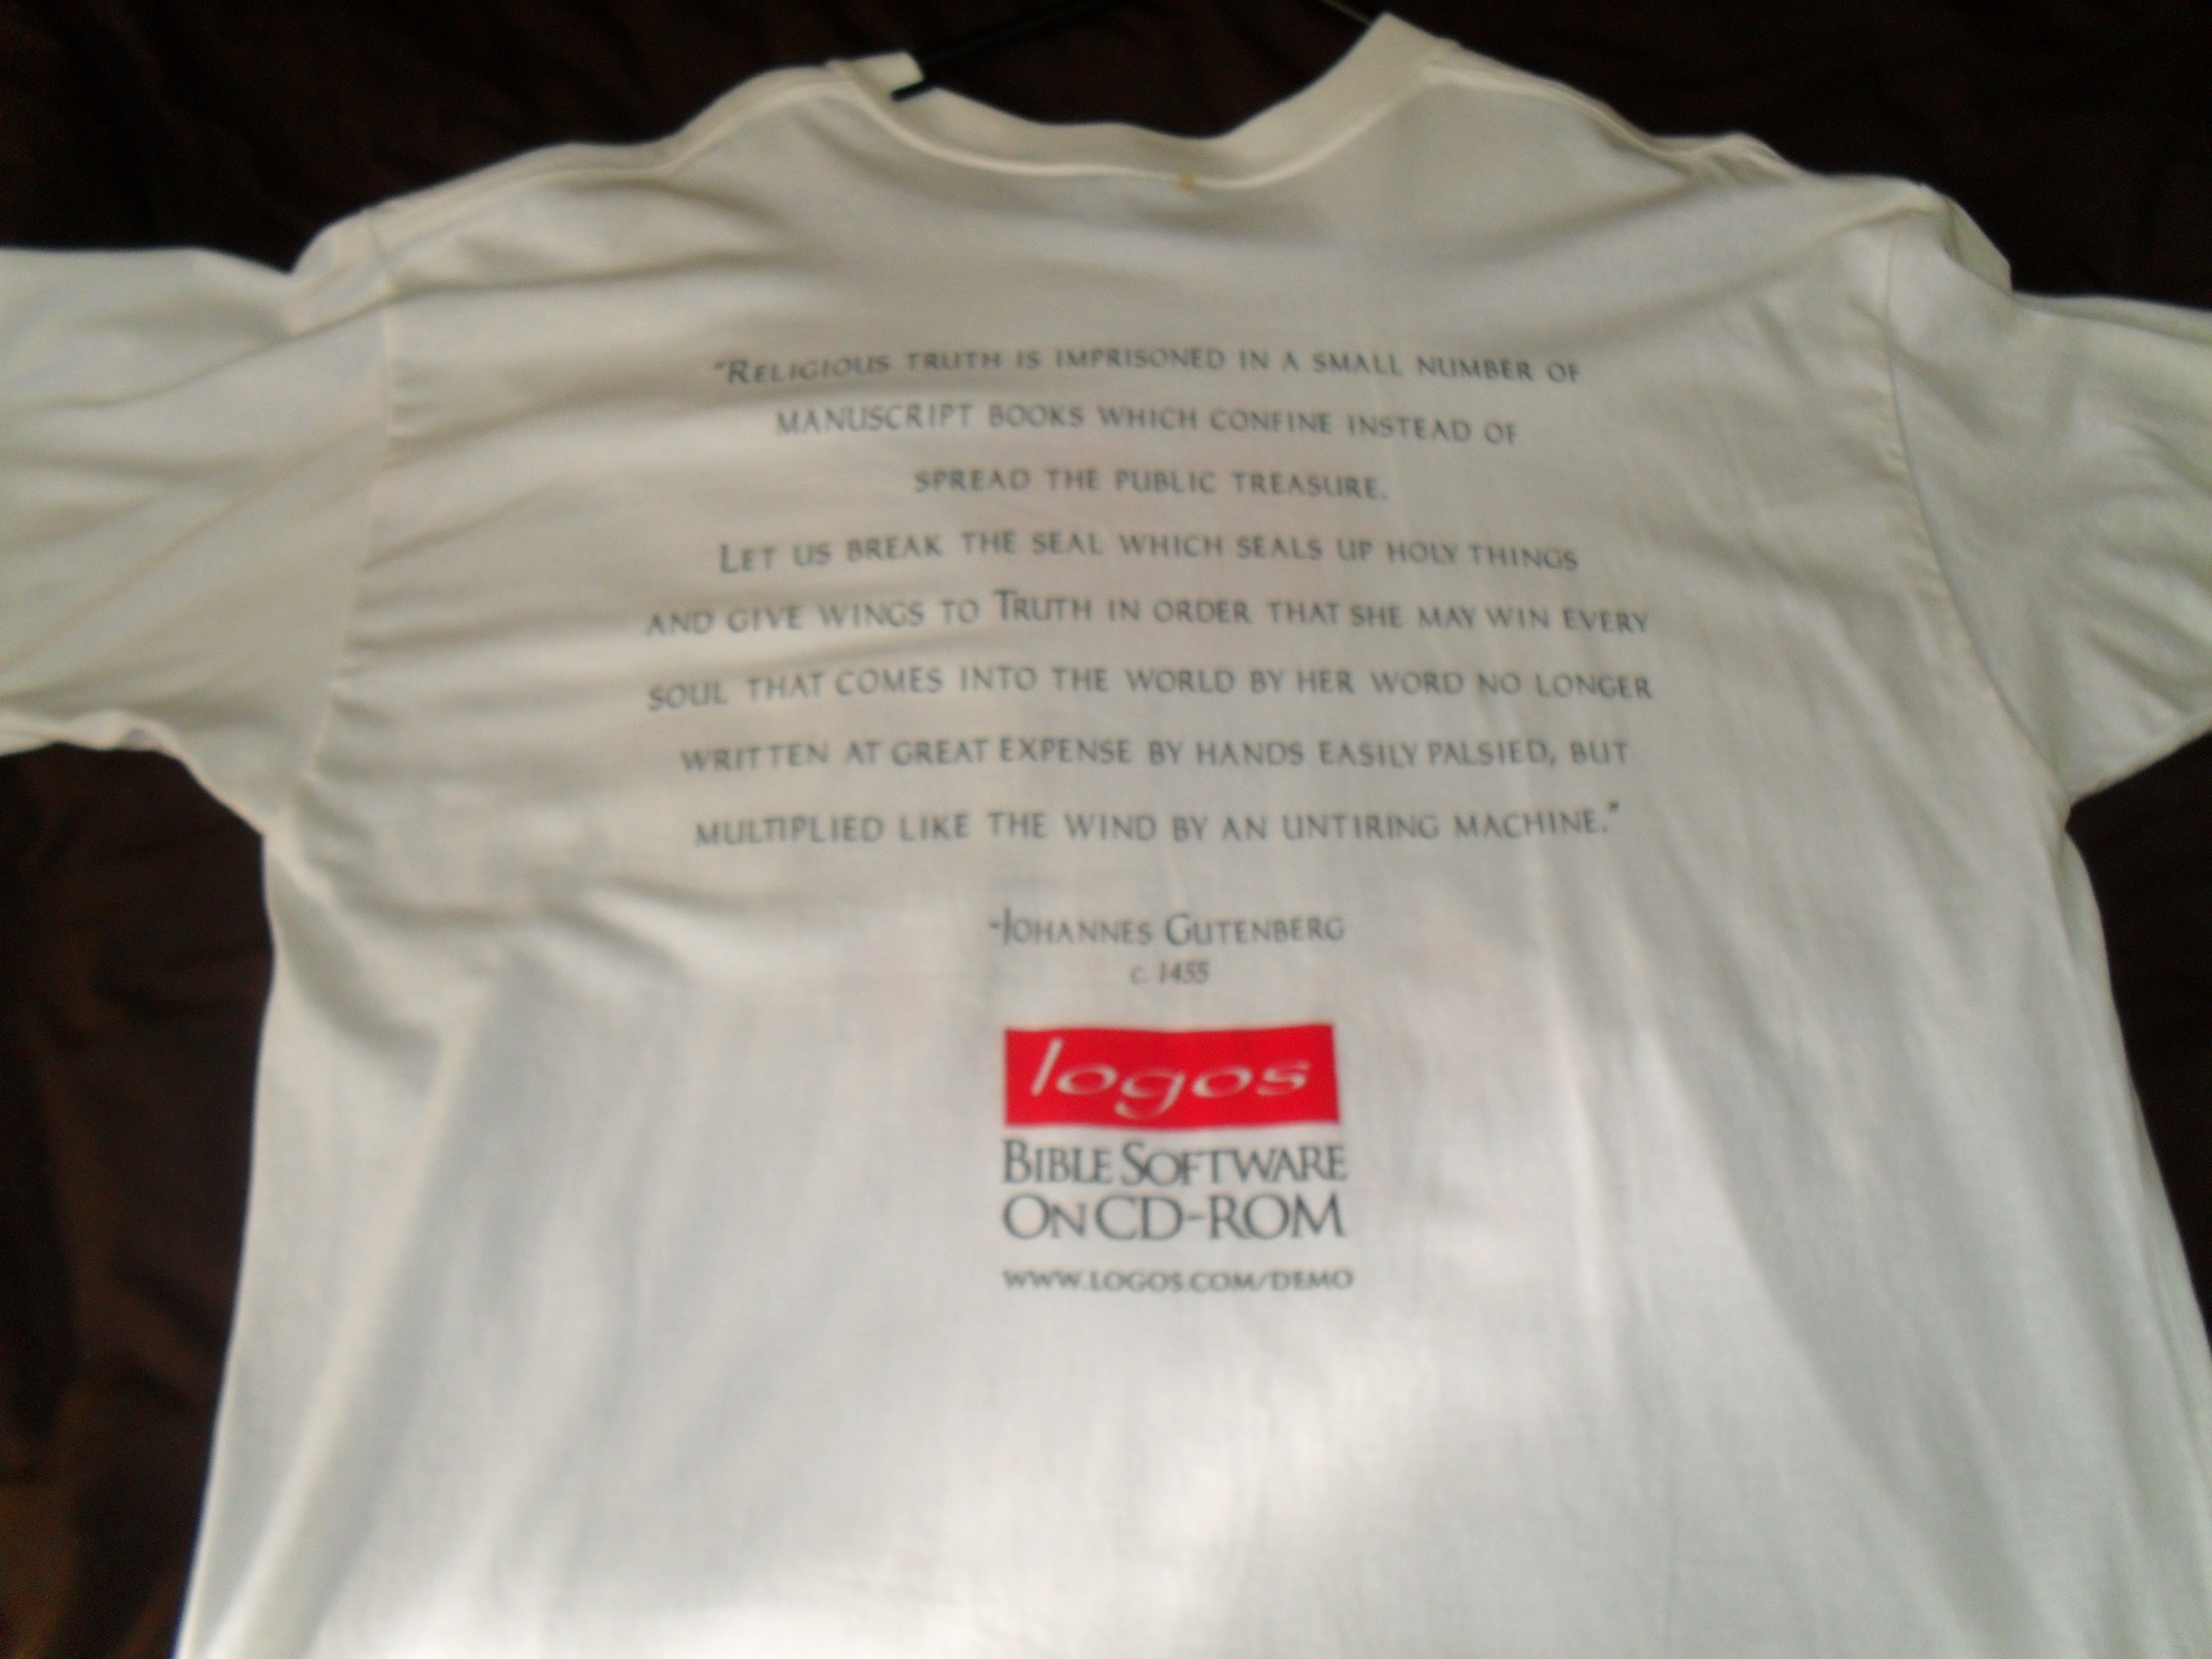 "Religious truth is imprisoned in a small number of
manuscript books which confine instead of
spread the public treasure.
Let us break the seal which seals up holy things
and give wings to Truth in order that she may win every
soul that comes into the world by her word no longer
written at great expense by hands easily palsied, but
multiplied like the wind by an untiring machine."
-Johannes Gutenberg
c. 1455
logos
Bible Software
On CD-ROM
www.logos.com/demo